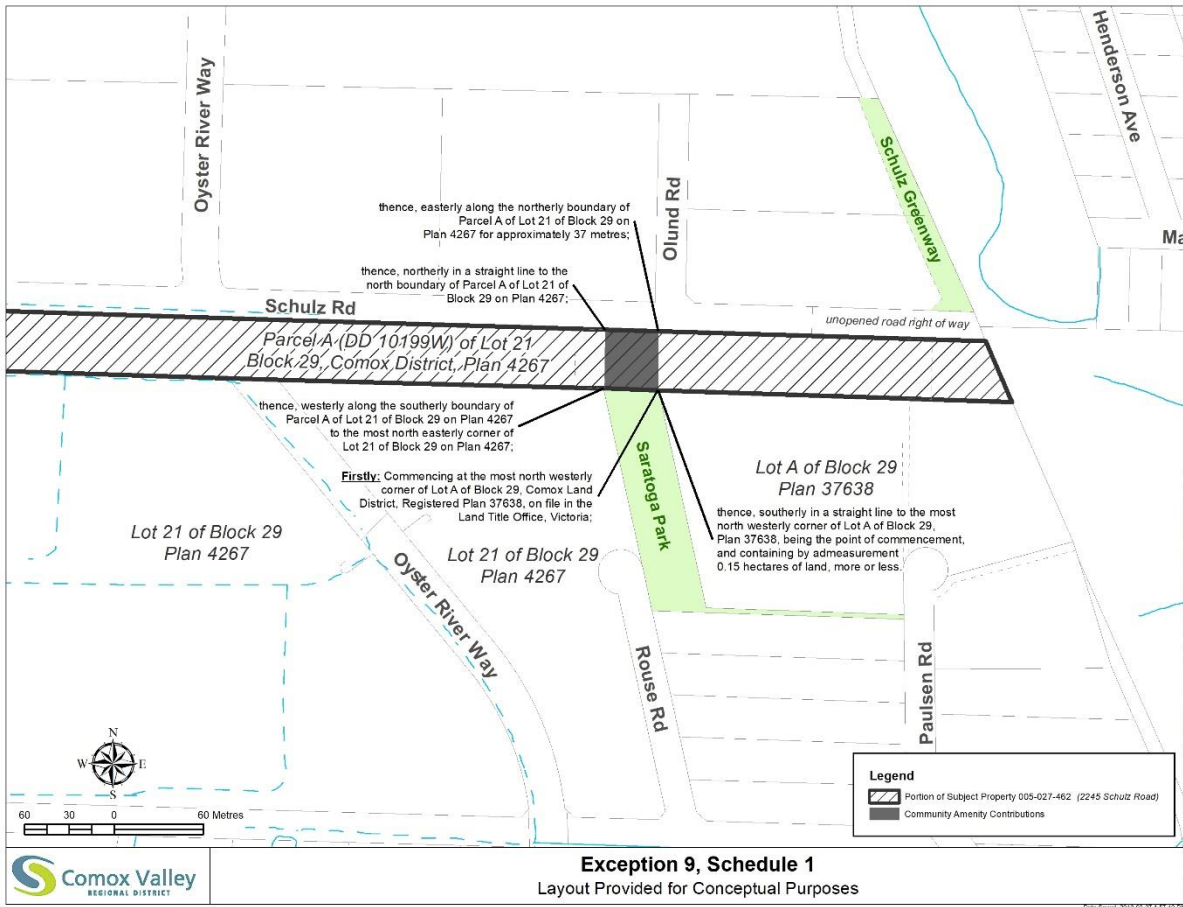 Oyster River Way
Henderson Ave
Schulz Greenway
Olund Rd
Ma
thence, easterly along the northerly boundary of
Parcel A of Lot 21 of Block 29 on
Plan 4267 for approximately 37 metres;
thence, northerly in a straight line to the
north boundary of Parcel A of Lot 21 of
Block 29 on Plan 4267;
Schulz Rd
unopened road right of way
Parcel A (DD 10199W) of Lot 21
Block 29, Comox District, Plan 4267
thence, westerly along the southerly boundary of
Parcel A of Lot 21 of Block 29 on Plan 4267
to the most north easterly corner of
Lot 21 of Block 29 on Plan 4267;
Firstly: Commencing at the most north westerly
corner of Lot A of Block 29, Comox Land
District, Registered Plan 37638, on file in the
Land Title Office, Victoria;
Saratoga Park
Lot A of Block 29
Plan 37638
thence, southerly in a straight line to the most
north westerly corner of Lot A of Block 29,
Plan 37638, being the point of commencement,
and containing by admeasurement
0.15 hectares of land, more or less.
Lot 21 of Block 29
Plan 4267
Lot 21 of Block 29
Plan 4267
Oyster River Way
Rouse Rd
Paulsen Rd
N
W E
S
60 30 0 60 Metres
Legend
Portion of Subject Property 005-027-462 (2245 Schulz Road)
Community Amenity Contributions
Comox Valley
REGIONAL DISTRICT
Exception 9, Schedule 1
Layout Provided for Conceptual Purposes